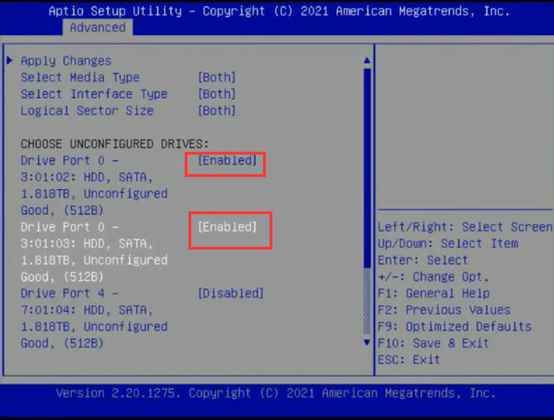 Aptio Setup Utility – Copyright (C) 2021 American Megatrends, Inc.
Advanced
Apply Changes
Select Media Type [Both]
Select Interface Type [Both]
Logical Sector Size [Both]
CHOOSE UNCONFIGURED DRIVES:
Drive Port 0 – [Enabled]
3:01:02: HDD, SATA,
1.818TB, Unconfigured
Good, (512B)
Drive Port 0 – [Enabled]
3:01:03: HDD, SATA,
1.818TB, Unconfigured
Good, (512B)
Drive Port 4 – [Disabled]
7:01:04: HDD, SATA,
1.818TB, Unconfigured
Good, (512B)
Left/Right: Select Screen
Up/Down: Select Item
Enter: Select
+/-: Change Opt.
F1: General Help
F2: Previous Values
F9: Optimized Defaults
F10: Save & Exit
ESC: Exit
Version 2.20.1275. Copyright (C) 2021 American Megatrends, Inc.